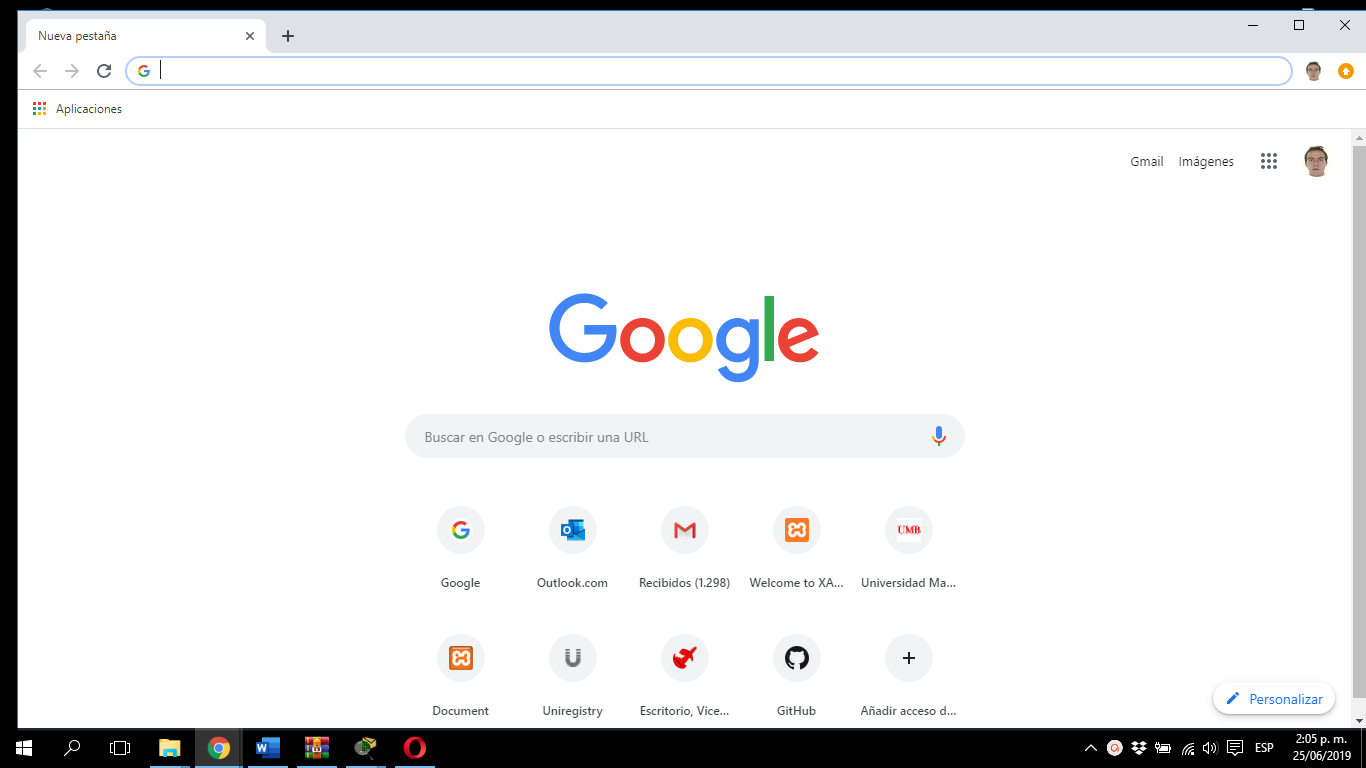 Nueva pestaña
Aplicaciones
Gmail Imágenes
Google
Buscar en Google o escribir una URL
Google Outlook.com Recibidos (1.298) Welcome to XA... Universidad Ma...
UMB
Document Uniregistry Escritorio, Vice... GitHub Añadir acceso d...
Personalizar
ESP
2:05 p. m.
25/06/2019